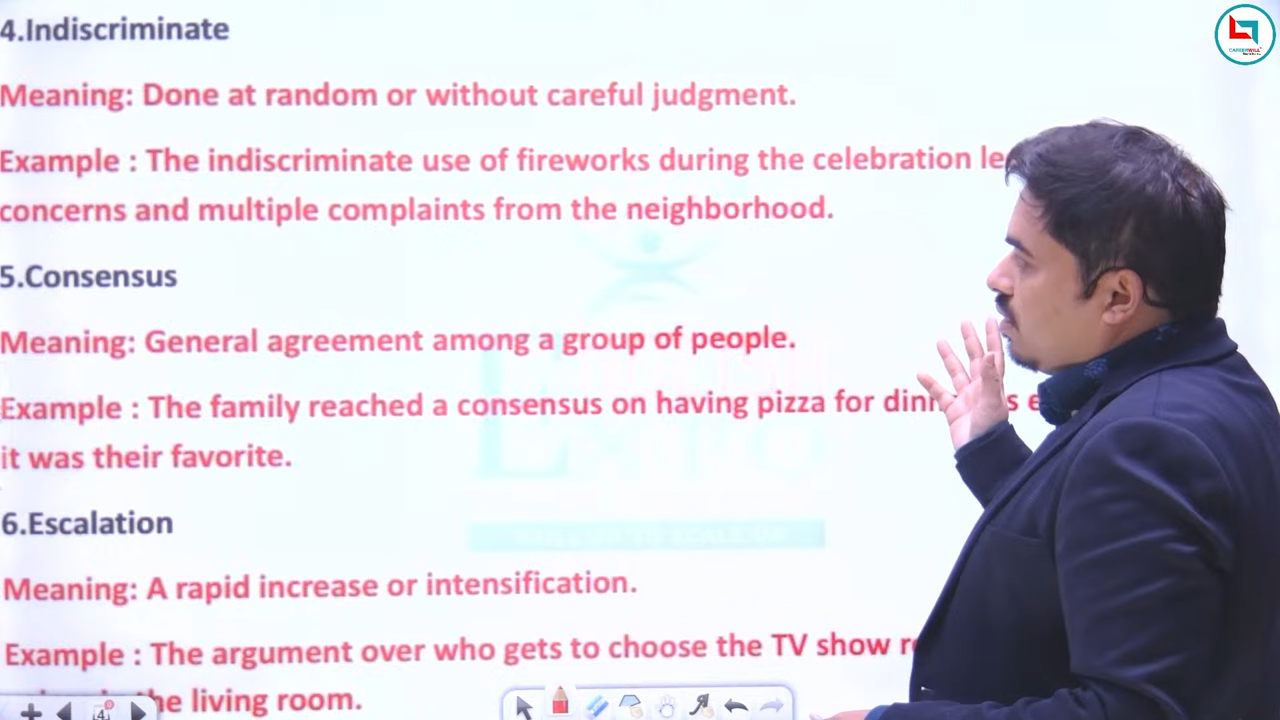 4.Indiscriminate
Meaning: Done at random or without careful judgment.
Example : The indiscriminate use of fireworks during the celebration
concerns and multiple complaints from the neighborhood.
5.Consensus
Meaning: General agreement among a group of people.
Example : The family reached a consensus on having pizza for
it was their favorite.
6.Escalation
Meaning: A rapid increase or intensification.
Example : The argument over who gets to choose the TV show
the living room.
CAREERWILL
4